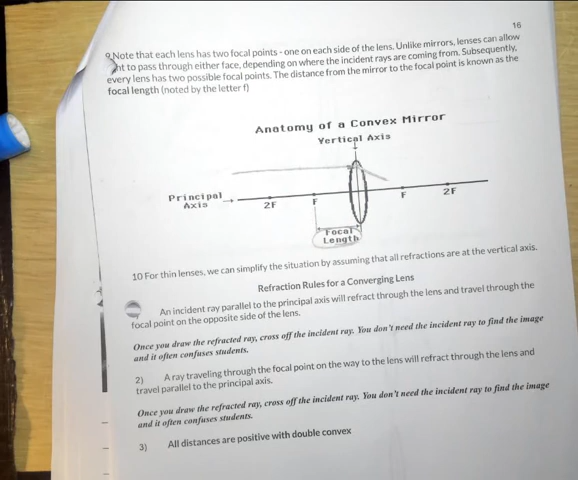 16
9 Note that each lens has two focal points - one on each side of the lens. Unlike mirrors, lenses can allow
ht to pass through either face, depending on where the incident rays are coming from. Subsequently,
every lens has two possible focal points. The distance from the mirror to the focal point is known as the
focal length (noted by the letter f)
Anatomy of a Convex Mirror
Vertical Axis
Principal
Axis
2F
F
F
2F
Focal
Length
10 For thin lenses, we can simplify the situation by assuming that all refractions are at the vertical axis.
Refraction Rules for a Converging Lens
An incident ray parallel to the principal axis will refract through the lens and travel through the
focal point on the opposite side of the lens.
Once you draw the refracted ray, cross off the incident ray. You don't need the incident ray to find the image
and it often confuses students.
2) A ray traveling through the focal point on the way to the lens will refract through the lens and
travel parallel to the principal axis.
Once you draw the refracted ray, cross off the incident ray. You don't need the incident ray to find the image
and it often confuses students.
3) All distances are positive with double convex